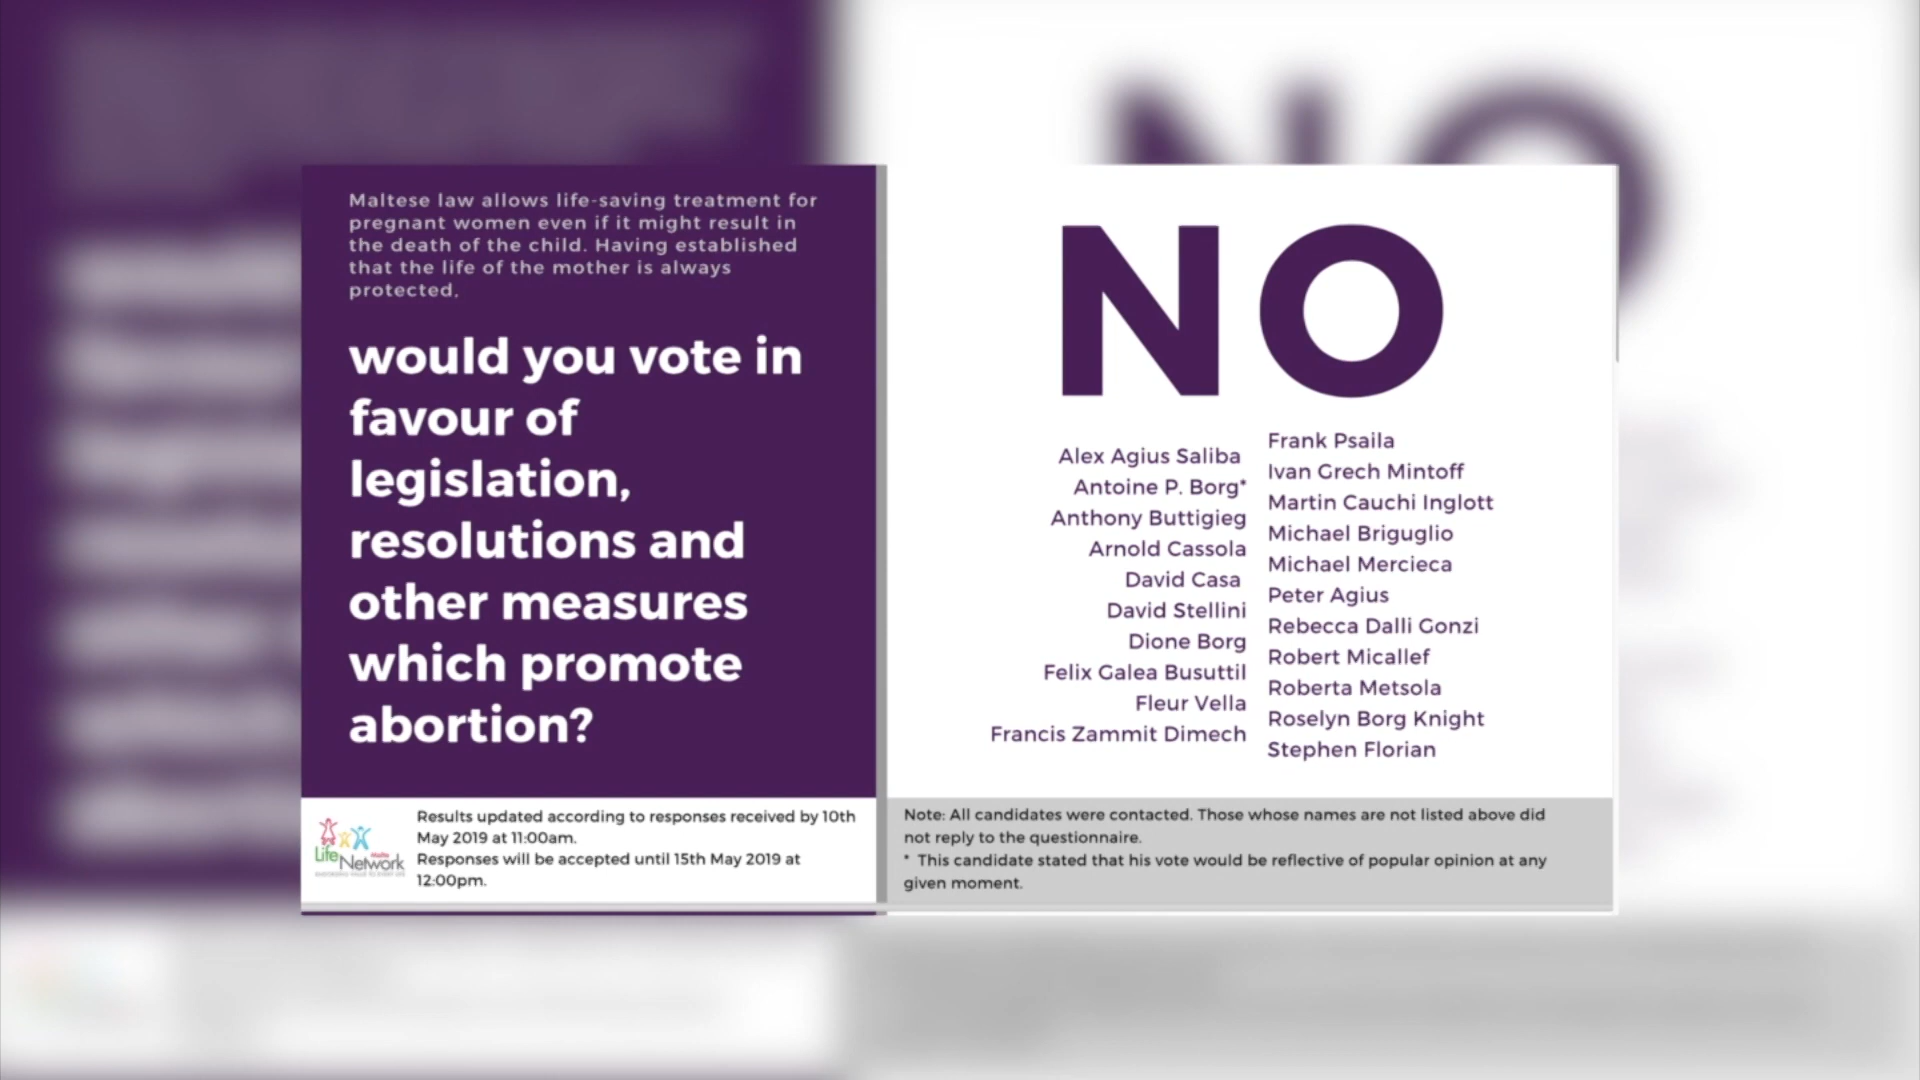 Maltese law allows life-saving treatment for
pregnant women even if it might result in
the death of the child. Having established
that the life of the mother is always
protected,
would you vote in
favour of
legislation,
resolutions and
other measures
which promote
abortion?
Life Network
Malta
Results updated according to responses received by 10th
May 2019 at 11:00am.
Responses will be accepted until 15th May 2019 at
12:00pm.
NO
Alex Agius Saliba
Antoine P. Borg*
Anthony Buttigieg
Arnold Cassola
David Casa
David Stellini
Dione Borg
Felix Galea Busuttil
Fleur Vella
Francis Zammit Dimech
Frank Psaila
Ivan Grech Mintoff
Martin Cauchi Inglott
Michael Briguglio
Michael Mercieca
Peter Agius
Rebecca Dalli Gonzi
Robert Micallef
Roberta Metsola
Roselyn Borg Knight
Stephen Florian
Note: All candidates were contacted. Those whose names are not listed above did
not reply to the questionnaire.
* This candidate stated that his vote would be reflective of popular opinion at any
given moment.